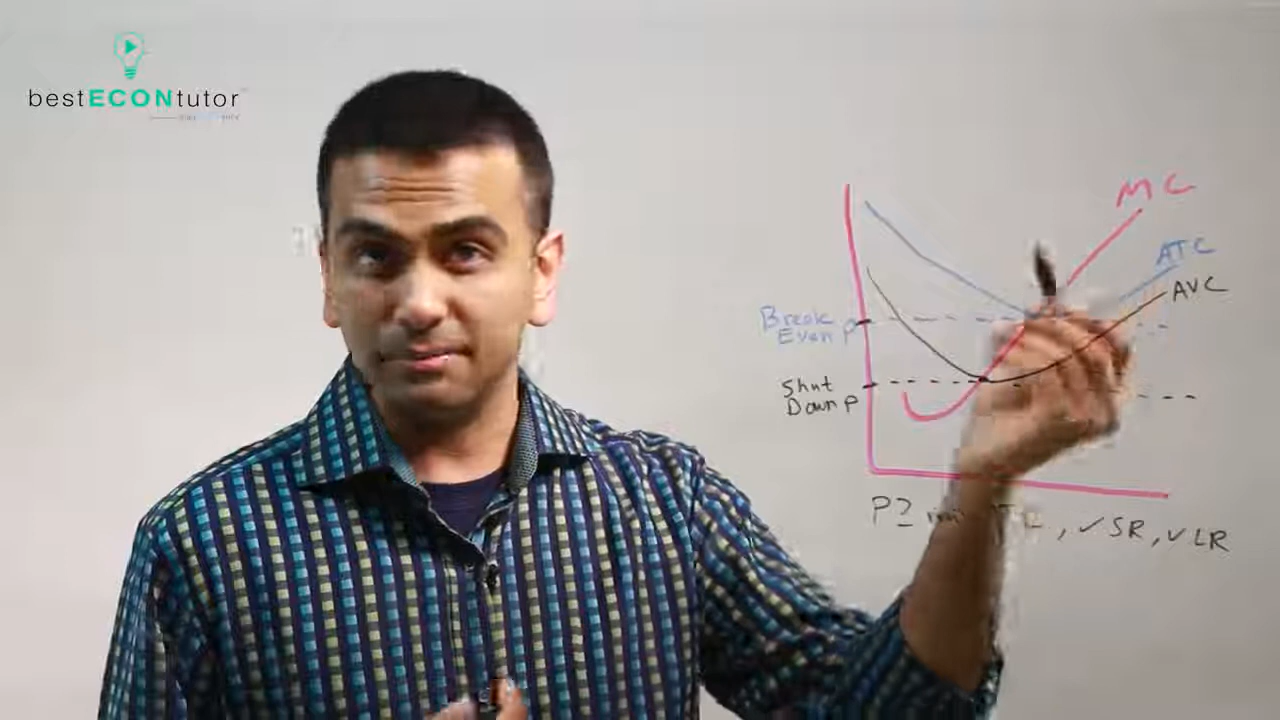 bestECONtutor
MC
ATC
AVC
Break
Even P
Shut
Down P
P≥ , ✓SR, ✓LR